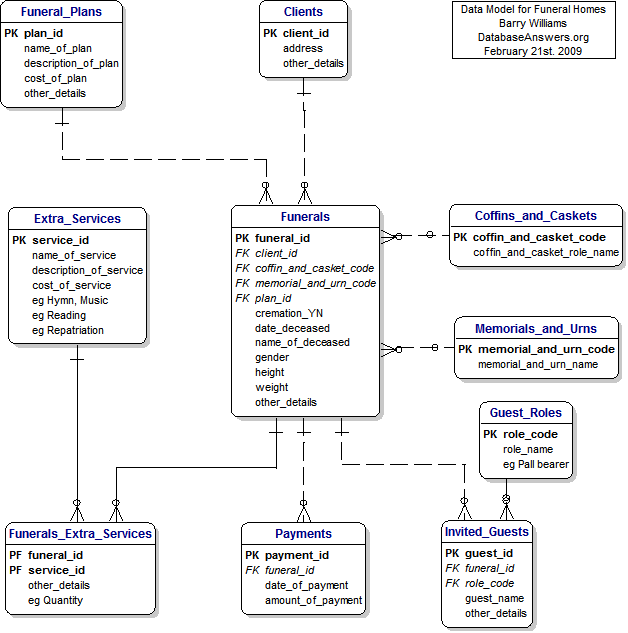 Funeral_Plans
PK plan_id
name_of_plan
description_of_plan
cost_of_plan
other_details
Clients
PK client_id
address
other_details
Data Model for Funeral Homes
Barry Williams
DatabaseAnswers.org
February 21st. 2009
Extra_Services
PK service_id
name_of_service
description_of_service
cost_of_service
eg Hymn, Music
eg Reading
eg Repatriation
Funerals
PK funeral_id
FK client_id
FK coffin_and_casket_code
FK memorial_and_urn_code
FK plan_id
cremation_YN
date_deceased
name_of_deceased
gender
height
weight
other_details
Coffins_and_Caskets
PK coffin_and_casket_code
coffin_and_casket_role_name
Memorials_and_Urns
PK memorial_and_urn_code
memorial_and_urn_name
Guest_Roles
PK role_code
role_name
eg Pall bearer
Funerals_Extra_Services
PF funeral_id
PF service_id
other_details
eg Quantity
Payments
PK payment_id
FK funeral_id
date_of_payment
amount_of_payment
Invited_Guests
PK guest_id
FK funeral_id
FK role_code
guest_name
other_details